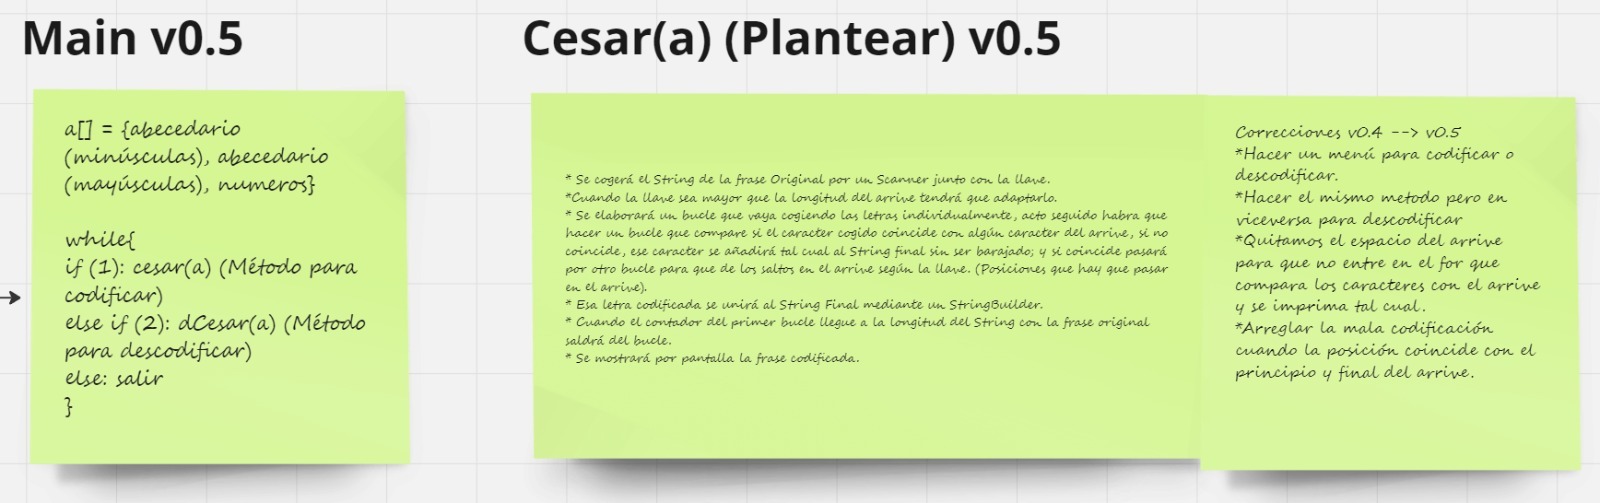 Main v0.5
a[] = {abecedario
(minúsculas), abecedario
(mayúsculas), numeros}
while{
if (1): cesar(a) (Método para
codificar)
else if (2): dCesar(a) (Método
para descodificar)
else: salir
}
Cesar(a) (Plantear) v0.5
* Se cogerá el String de la frase Original por un Scanner junto con la llave.
*Cuando la llave sea mayor que la longitud del arrive tendrá que adaptarlo.
* Se elaborará un bucle que vaya cogiendo las letras individualmente, acto seguido habra que
hacer un bucle que compare si el caracter cogido coincide con algún caracter del arrive, si no
coincide, ese caracter se añadirá tal cual al String final sin ser barajado; y si coincide pasará
por otro bucle para que de los saltos en el arrive según la llave. (Posiciones que hay que pasar
en el arrive).
* Esa letra codificada se unirá al String Final mediante un StringBuilder.
* Cuando el contador del primer bucle llegue a la longitud del String con la frase original
saldrá del bucle.
* Se mostrará por pantalla la frase codificada.
Correcciones v0.4 --> v0.5
*Hacer un menú para codificar o
descodificar.
*Hacer el mismo metodo pero en
viceversa para descodificar
*Quitamos el espacio del arrive
para que no entre en el for que
compara los caracteres con el arrive
y se imprima tal cual.
*Arreglar la mala codificación
cuando la posición coincide con el
principio y final del arrive.